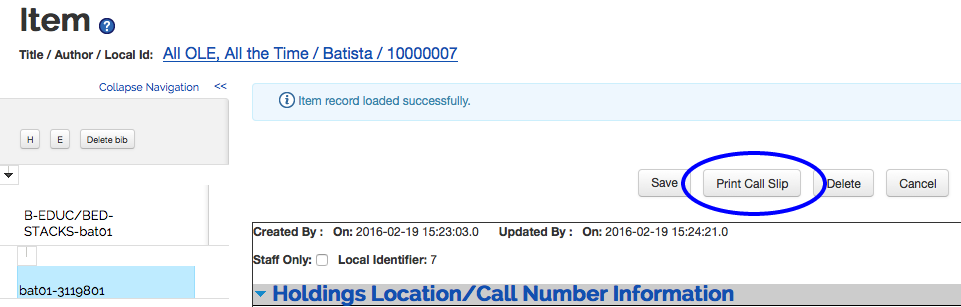 Item ?
Title / Author / Local Id: All OLE, All the Time / Batista / 10000007
Collapse Navigation <<
i Item record loaded successfully.
H E Delete bib
Save Print Call Slip Delete Cancel
B-EDUC/BED-
STACKS-bat01
Created By : On: 2016-02-19 15:23:03.0 Updated By : On: 2016-02-19 15:24:21.0
Staff Only: Local Identifier: 7
bat01-3119801
Holdings Location/Call Number Information